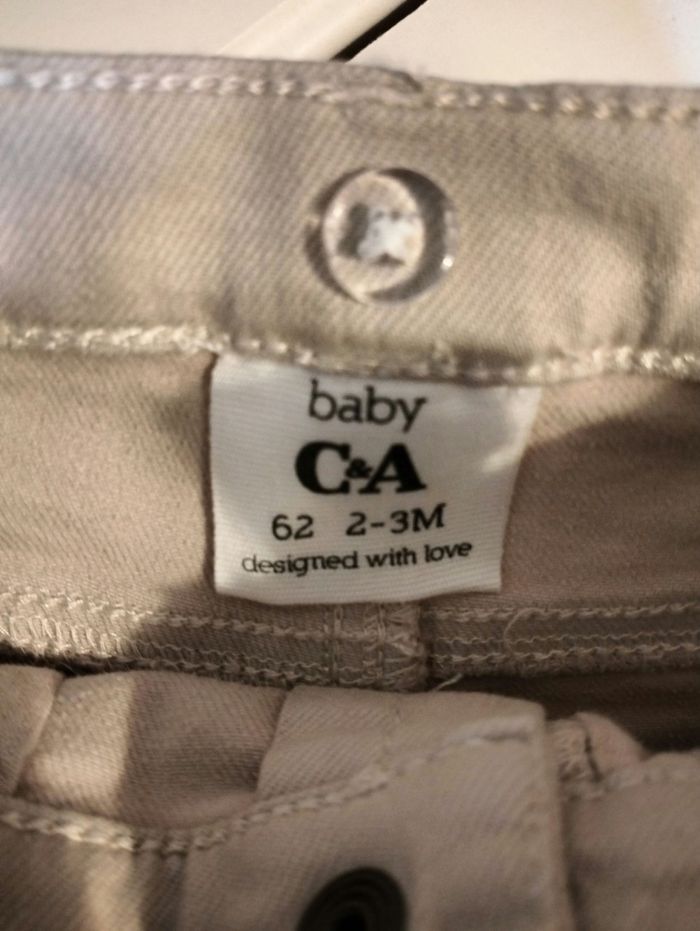 baby
C&A
62 2-3M
designed with love